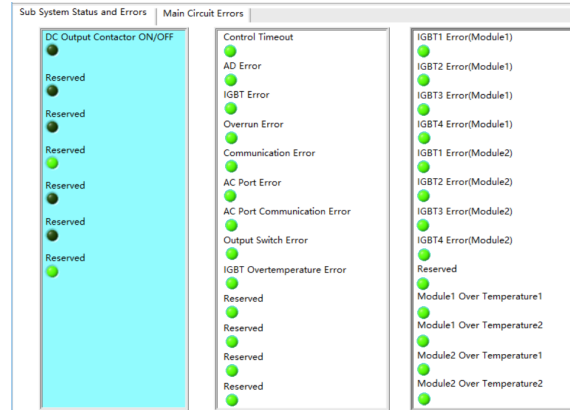 Sub System Status and Errors
Main Circuit Errors
DC Output Contactor ON/OFF
Reserved
Reserved
Reserved
Reserved
Reserved
Reserved
Control Timeout
AD Error
IGBT Error
Overrun Error
Communication Error
AC Port Error
AC Port Communication Error
Output Switch Error
IGBT Overtemperature Error
Reserved
Reserved
Reserved
Reserved
IGBT1 Error(Module1)
IGBT2 Error(Module1)
IGBT3 Error(Module1)
IGBT4 Error(Module1)
IGBT1 Error(Module2)
IGBT2 Error(Module2)
IGBT3 Error(Module2)
IGBT4 Error(Module2)
Reserved
Module1 Over Temperature1
Module1 Over Temperature2
Module2 Over Temperature1
Module2 Over Temperature2